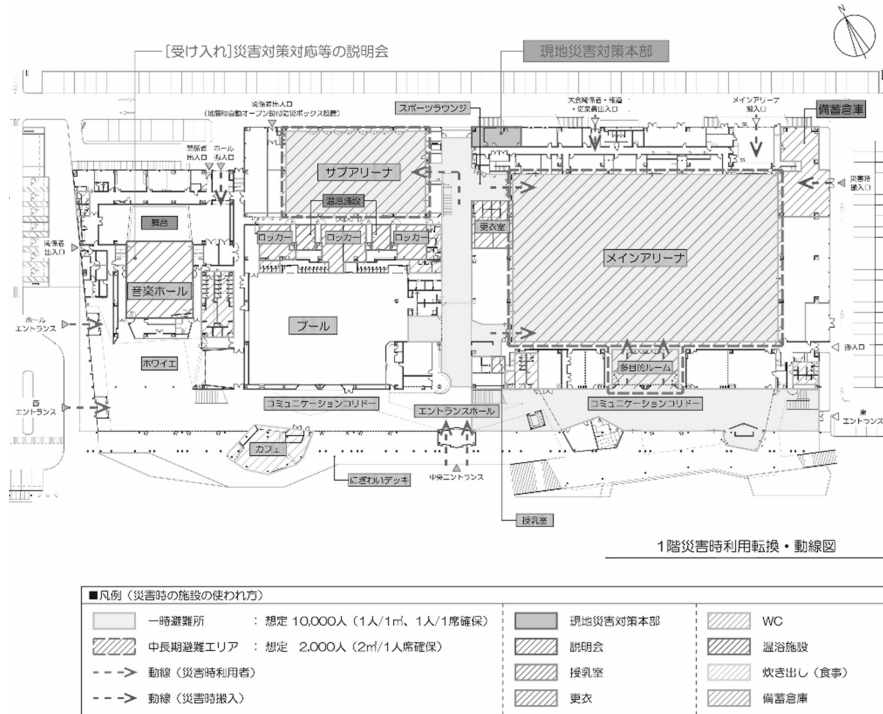 [受け入れ]災害対策対応等の説明会
現地災害対策本部
N
関係者出入口
(地震時自動オープン鍵付防災ボックス設置)
スポーツラウンジ
大会関係者・報道
・従業員出入口
メインアリーナ
搬入口
備蓄倉庫
関係者
出入口
ホール
搬入口
サブアリーナ
災害時
搬入口
舞台
温浴施設
更衣室
関係者
出入口
ロッカー
ロッカー
ロッカー
メインアリーナ
音楽ホール
プール
ホール
エントランス
搬入口
ホワイエ
多目的ルーム
西
エントランス
コミュニケーションコリドー
エントランスホール
コミュニケーションコリドー
東
エントランス
カフェ
にぎわいデッキ
中央エントランス
授乳室
1階災害時利用転換・動線図
■凡例(災害時の施設の使われ方)
一時避難所 : 想定 10,000人(1人/1㎡、1人/1席確保)
中長期避難エリア : 想定 2,000人(2㎡/1人席確保)
動線(災害時利用者)
動線(災害時搬入)
現地災害対策本部
説明会
授乳室
更衣
WC
温浴施設
炊き出し(食事)
備蓄倉庫